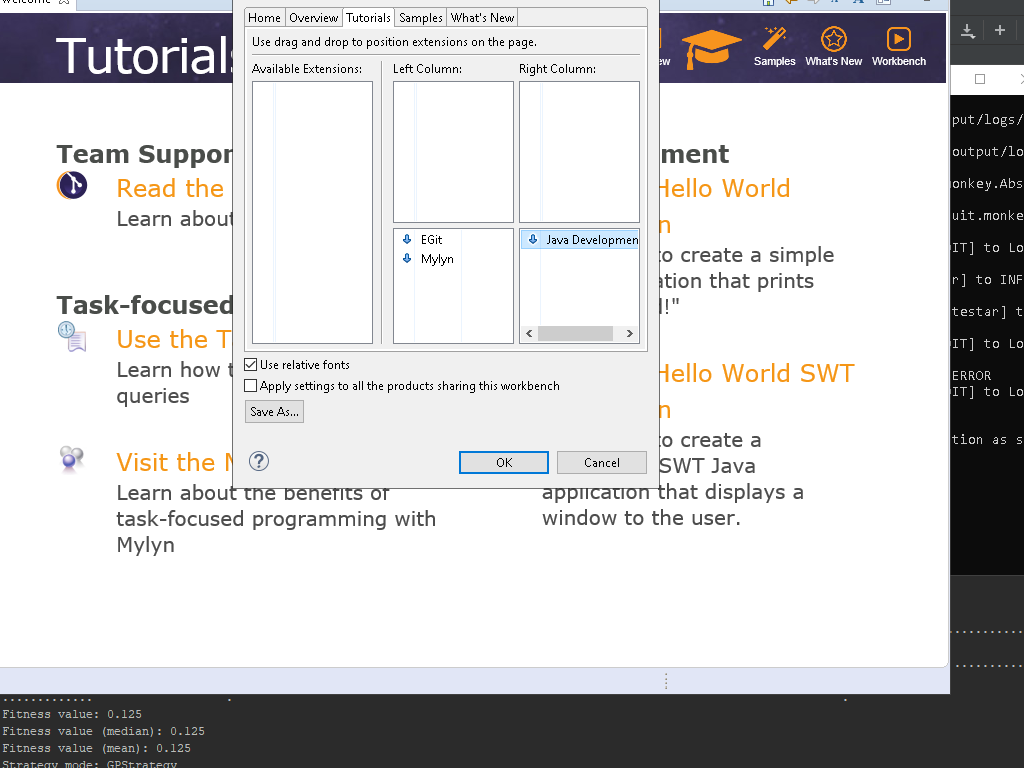 Welcome
Home Overview Tutorials Samples What's New
Use drag and drop to position extensions on the page.
Available Extensions: Left Column: Right Column:
EGit
Mylyn
Java Developmen
Use relative fonts
Apply settings to all the products sharing this workbench
Save As...
?
OK Cancel
Tutorials
Samples What's New Workbench
Team Suppor
Read the
Learn about
Task-focused
Use the T
Learn how t
queries
Visit the M
Learn about the benefits of
task-focused programming with
Mylyn
ment
Hello World
n
to create a simple
ation that prints
!"
Hello World SWT
n
to create a
SWT Java
application that displays a
window to the user.
put/logs/
output/lo
onkey.Abs
uit.monke
IT] to Lo
r] to INF
testar] t
IT] to Lo
ERROR
IT] to Lo
tion as s
Fitness value: 0.125
Fitness value (median): 0.125
Fitness value (mean): 0.125
Strategy mode: GPStrategy